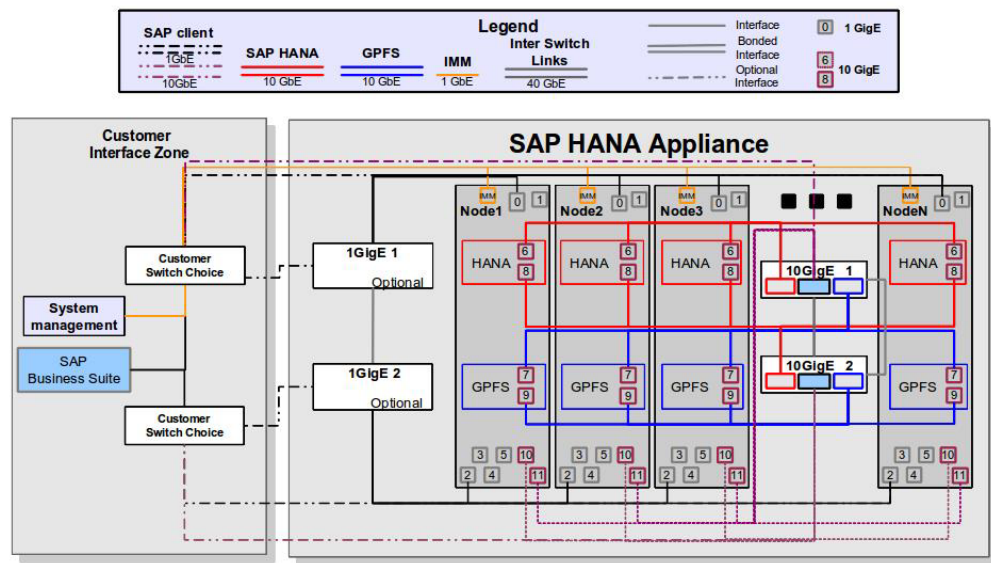 Legend
SAP client
1GbE
10GbE
SAP HANA
10 GbE
GPFS
10 GbE
IMM
1 GbE
Inter Switch
Links
40 GbE
Interface
Bonded
Interface
Optional
Interface
0 1 GigE
6
8 10 GigE
Customer
Interface Zone
Customer
Switch Choice
System
management
SAP
Business Suite
Customer
Switch Choice
SAP HANA Appliance
1GigE 1
Optional
1GigE 2
Optional
IMM 0 1
Node1
HANA 6
8
GPFS 7
9
3 5 10
2 4 11
IMM 0 1
Node2
HANA 6
8
GPFS 7
9
3 5 10
2 4 11
IMM 0 1
Node3
HANA 6
8
GPFS 7
9
3 5 10
2 4 11
10GigE 1
10GigE 2
IMM 0 1
NodeN
HANA 6
8
GPFS 7
9
3 5 10
2 4 11